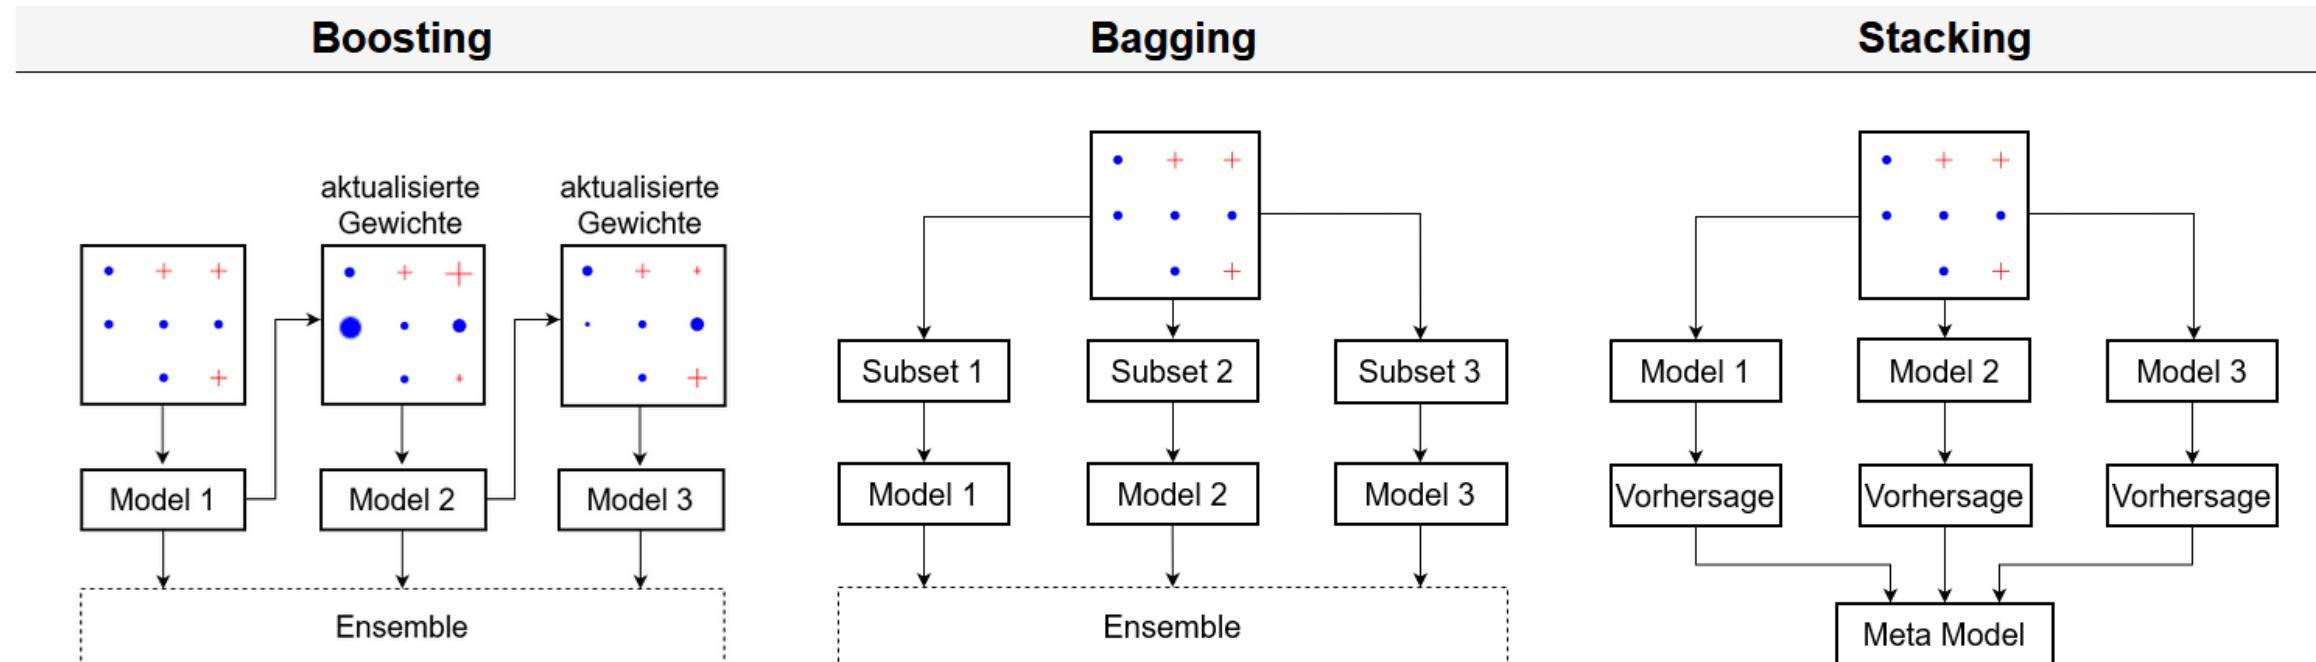 Boosting
Bagging
Stacking
aktualisierte
Gewichte
aktualisierte
Gewichte
Model 1
Model 2
Model 3
Ensemble
Subset 1
Subset 2
Subset 3
Model 1
Model 2
Model 3
Ensemble
Model 1
Model 2
Model 3
Vorhersage
Vorhersage
Vorhersage
Meta Model